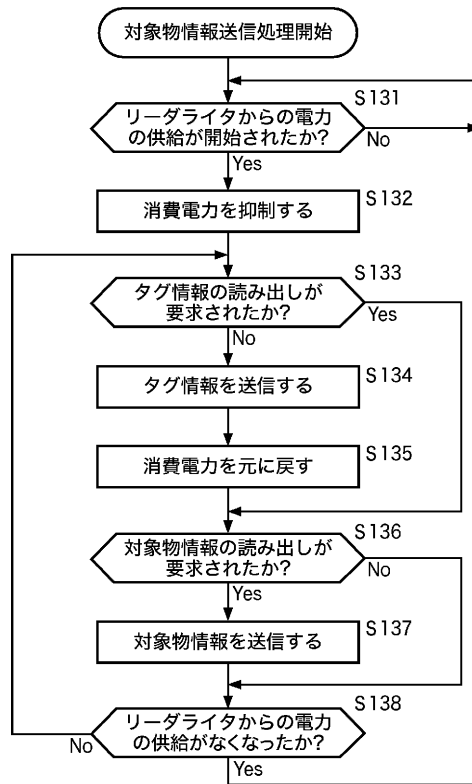 対象物情報送信処理開始
S131
リーダライタからの電力
の供給が開始されたか?
No
Yes
S132
消費電力を抑制する
S133
タグ情報の読み出しが
要求されたか?
Yes
No
S134
タグ情報を送信する
S135
消費電力を元に戻す
S136
対象物情報の読み出しが
要求されたか?
No
Yes
S137
対象物情報を送信する
S138
リーダライタからの電力
の供給がなくなったか?
No
Yes